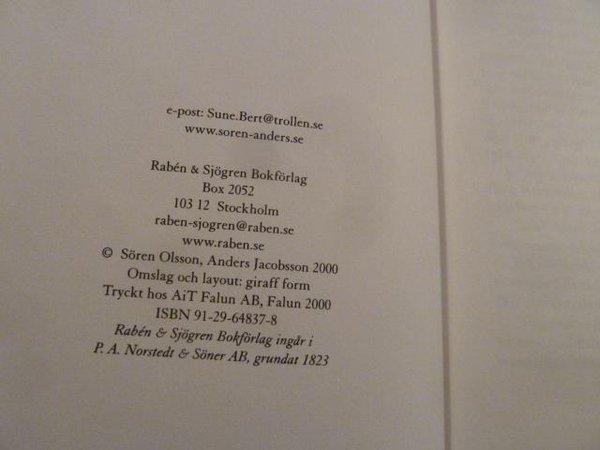 e-post: Sune.Bert@trollen.se
www.soren-anders.se
Rabén & Sjögren Bokförlag
Box 2052
103 12 Stockholm
raben-sjogren@raben.se
www.raben.se
© Sören Olsson, Anders Jacobsson 2000
Omslag och layout: giraff form
Tryckt hos AiT Falun AB, Falun 2000
ISBN 91-29-64837-8
Rabén & Sjögren Bokförlag ingår i
P. A. Norstedt & Söner AB, grundat 1823